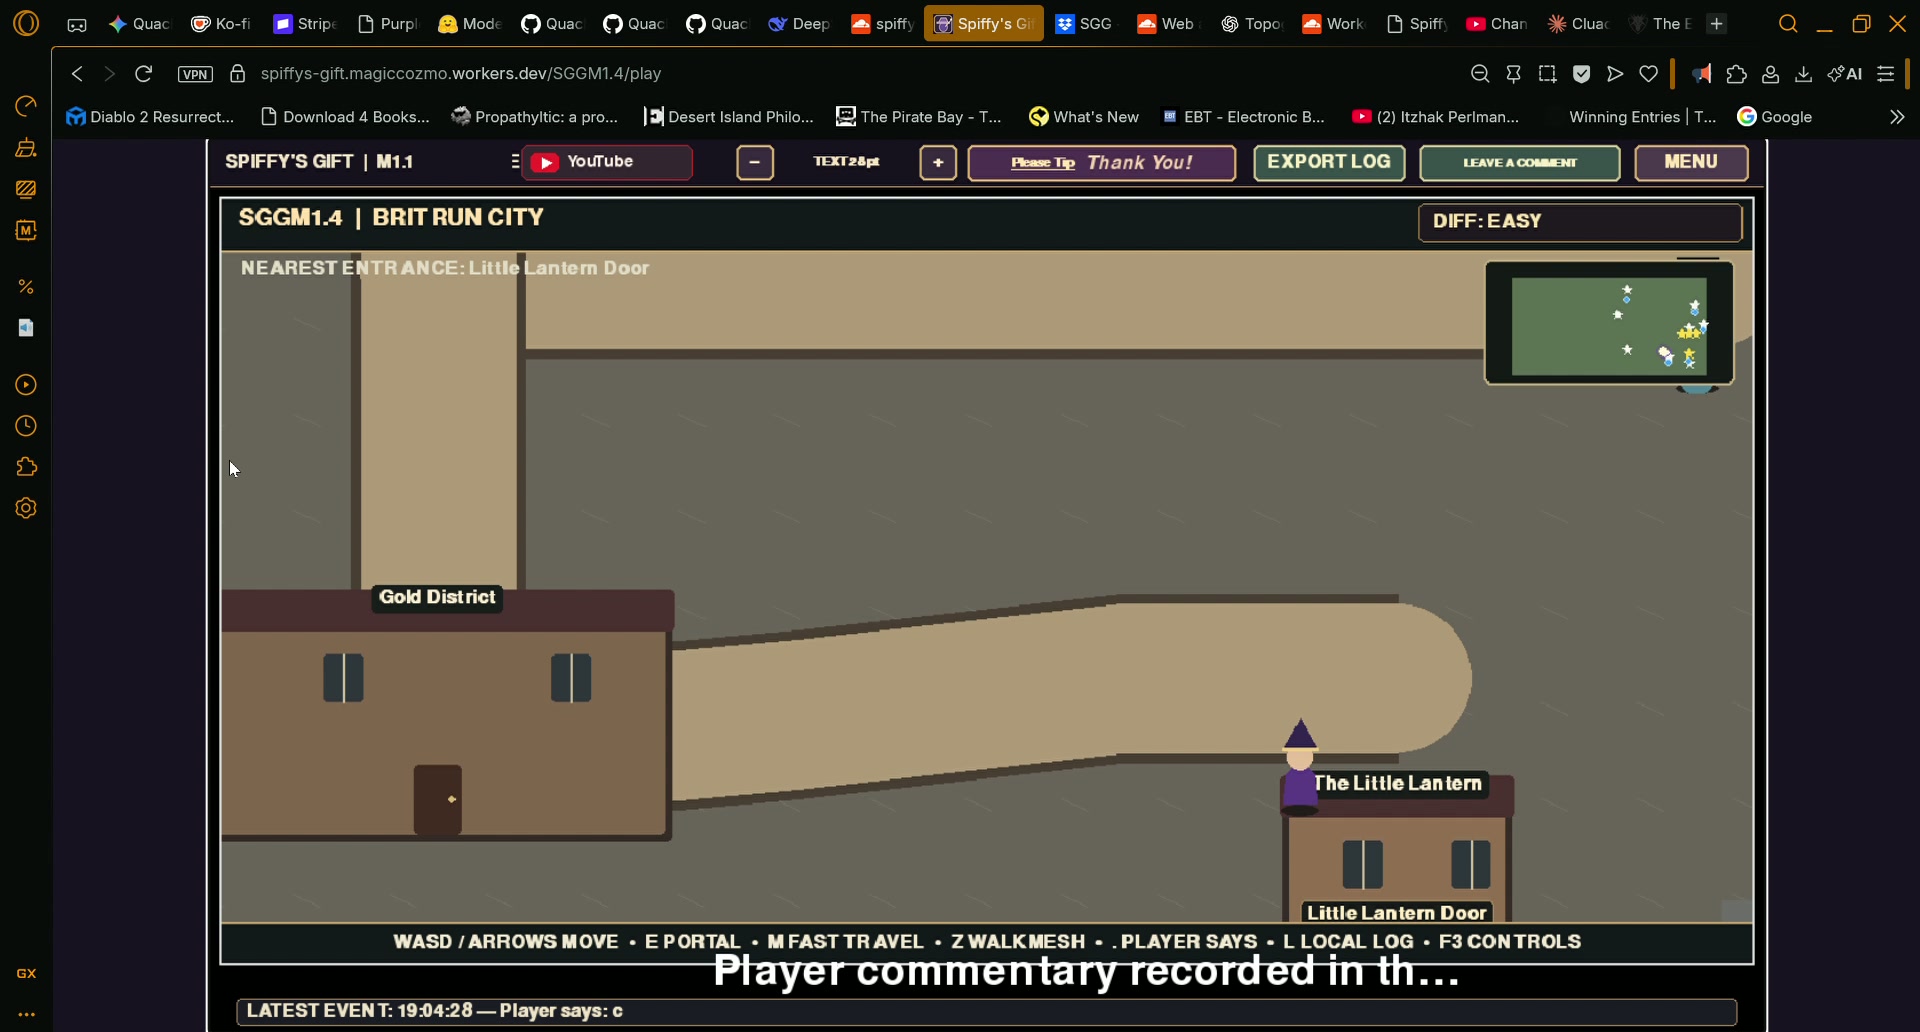 Quac
Ko-fi
Stripe
Purpl
Mode
Quac
Quac
Quac
Deep
spiffy
Spiffy's Gi
SGG
Web
Topo
Work
Spiffy
Chan
Cluac
The E
VPN
spiffys-gift.magiccozmo.workers.dev/SGGM1.4/play
AI
Diablo 2 Resurrect...
Download 4 Books...
Propathyltic: a pro...
Desert Island Philo...
The Pirate Bay - T...
What's New
EBT - Electronic B...
(2) Itzhak Perlman...
Winning Entries | T...
Google
SPIFFY'S GIFT | M1.1
YouTube
−
TEXT 28pt
+
Please Tip Thank You!
EXPORT LOG
LEAVE A COMMENT
MENU
SGGM1.4 | BRIT RUN CITY
DIFF: EASY
NEAREST ENTRANCE: Little Lantern Door
Gold District
The Little Lantern
Little Lantern Door
WASD / ARROWS MOVE • E PORTAL • M FAST TRAVEL • Z WALKMESH • . PLAYER SAYS • L LOCAL LOG • F3 CONTROLS
Player commentary recorded in th...
LATEST EVENT: 19:04:28 — Player says: c
GX